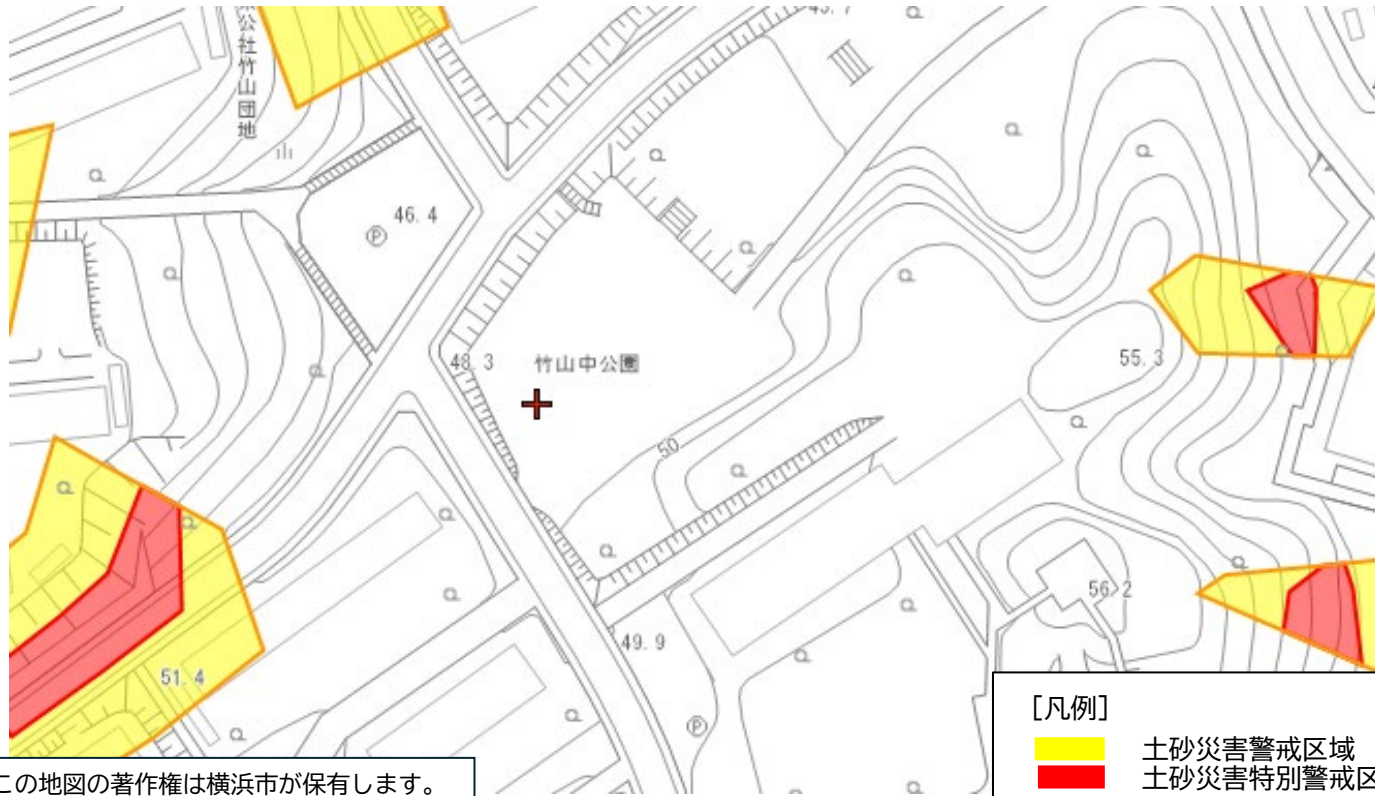 公社竹山団地
46.4
48.3
竹山中公園
55.3
50
56.2
49.9
51.4
P
P
[凡例]
土砂災害警戒区域
土砂災害特別警戒区
この地図の著作権は横浜市が保有します。